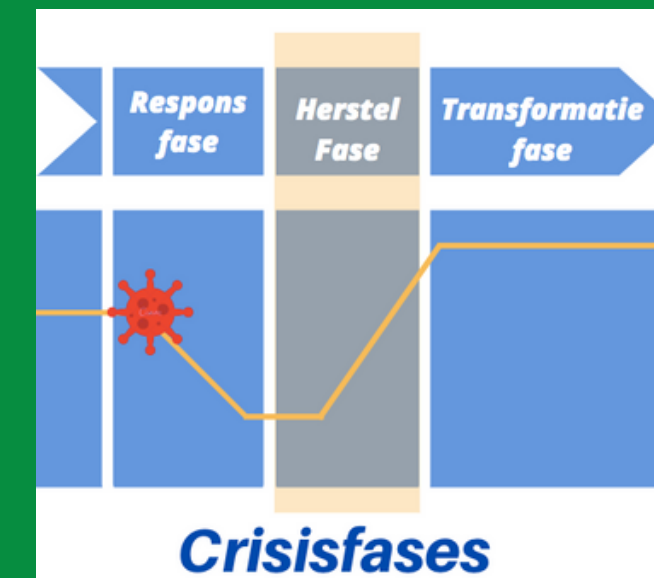 Respons
fase
Herstel
Fase
Transformatie
fase
Crisisfases